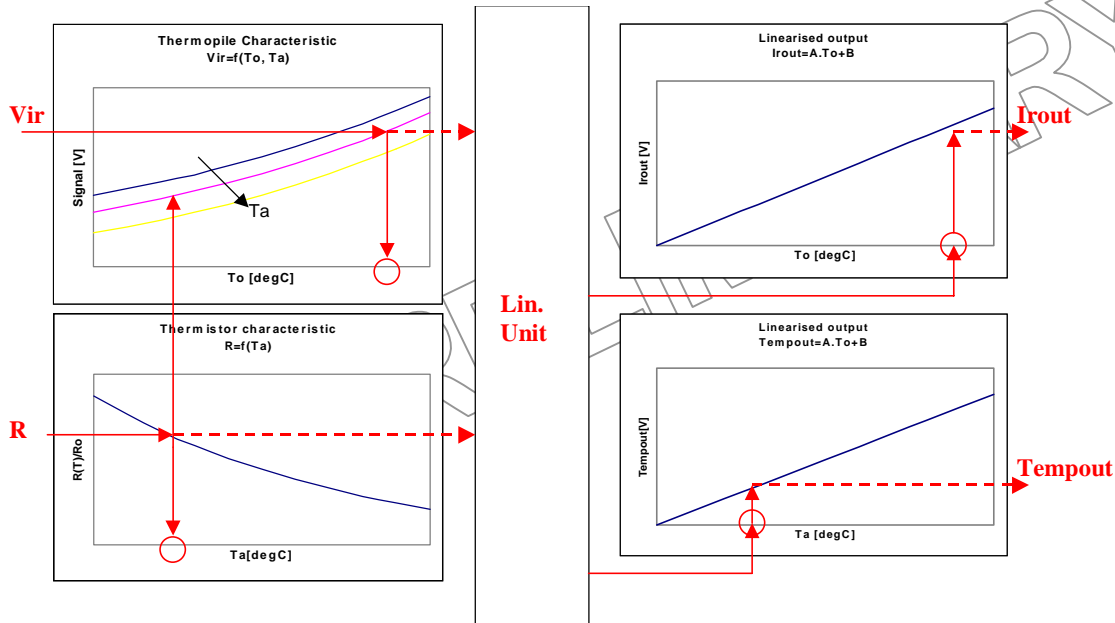 Thermopile Characteristic
Vir=f(To, Ta)
Vir
Signal [V]
Ta
To [degC]
Thermistor characteristic
R=f(Ta)
R
R(T)/Ro
Ta[degC]
Lin.
Unit
Linearised output
Irout=A.To+B
Irout [V]
Irout
To [degC]
Linearised output
Tempout=A.To+B
Tempout[V]
Tempout
Ta [degC]